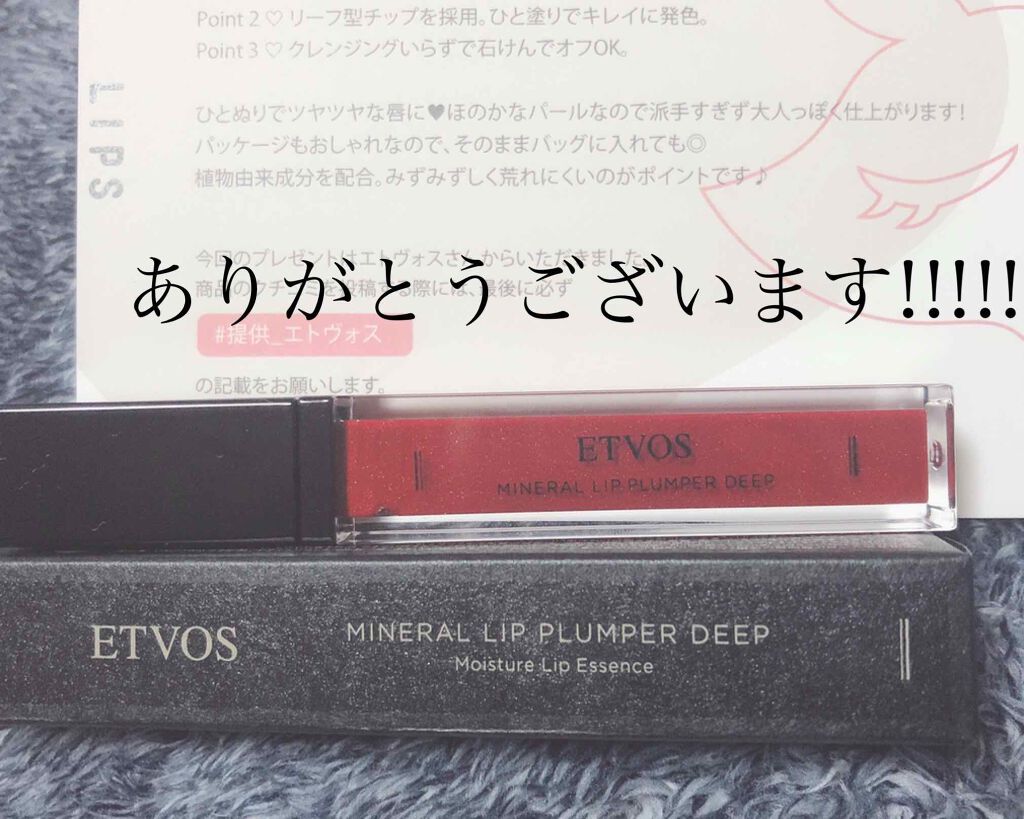 Point 2 ♡ リーフ型チップを採用。ひと塗りでキレイに発色。
Point 3 ♡ クレンジングいらずで石けんでオフOK。
LIPS
ひとぬりでツヤツヤな唇に♥ほのかなパールなので派手すぎず大人っぽく仕上がります!
パッケージもおしゃれなので、そのままバッグに入れても◎
植物由来成分を配合。みずみずしく荒れにくいのがポイントです♪
今回のプレゼントはエトヴォスさんからいただきました
商品のクチコミを投稿する際には、最後に必ず
ありがとうございます!!!!!
#提供_エトヴォス
の記載をお願いします。
ETVOS
MINERAL LIP PLUMPER DEEP
ETVOS
MINERAL LIP PLUMPER DEEP
Moisture Lip Essence